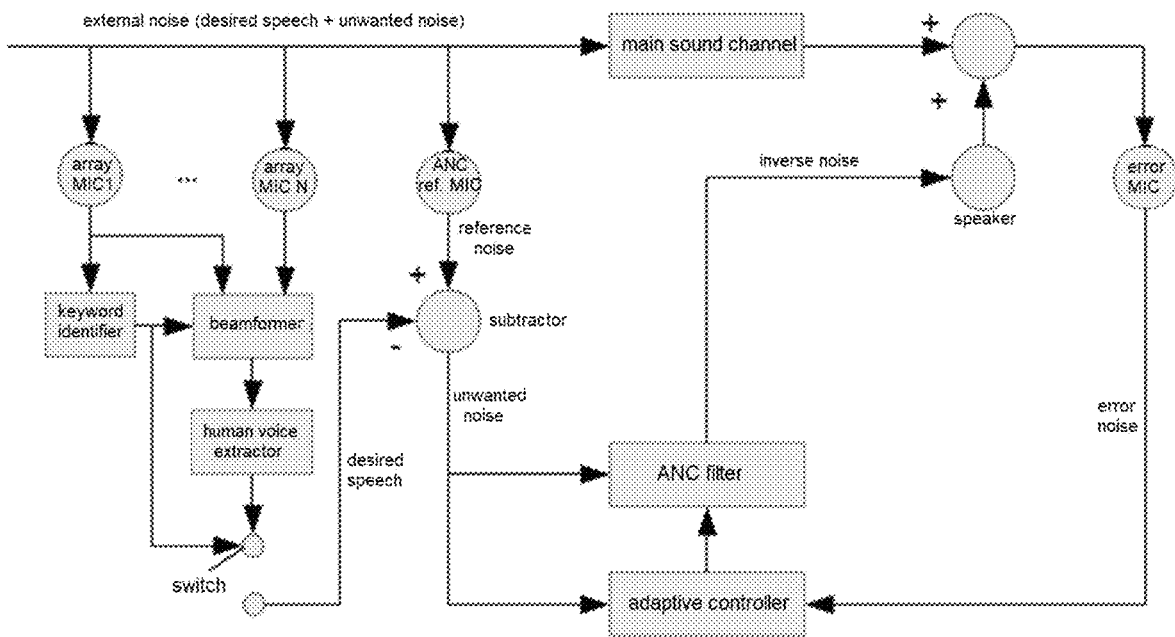 external noise (desired speech + unwanted noise)
main sound channel
+
+
array
MIC1
...
array
MIC N
ANC
ref. MIC
inverse noise
speaker
error
MIC
reference
noise
+
-
subtractor
keyword
identifier
beamformer
unwanted
noise
human voice
extractor
desired
speech
error
noise
ANC filter
switch
adaptive controller